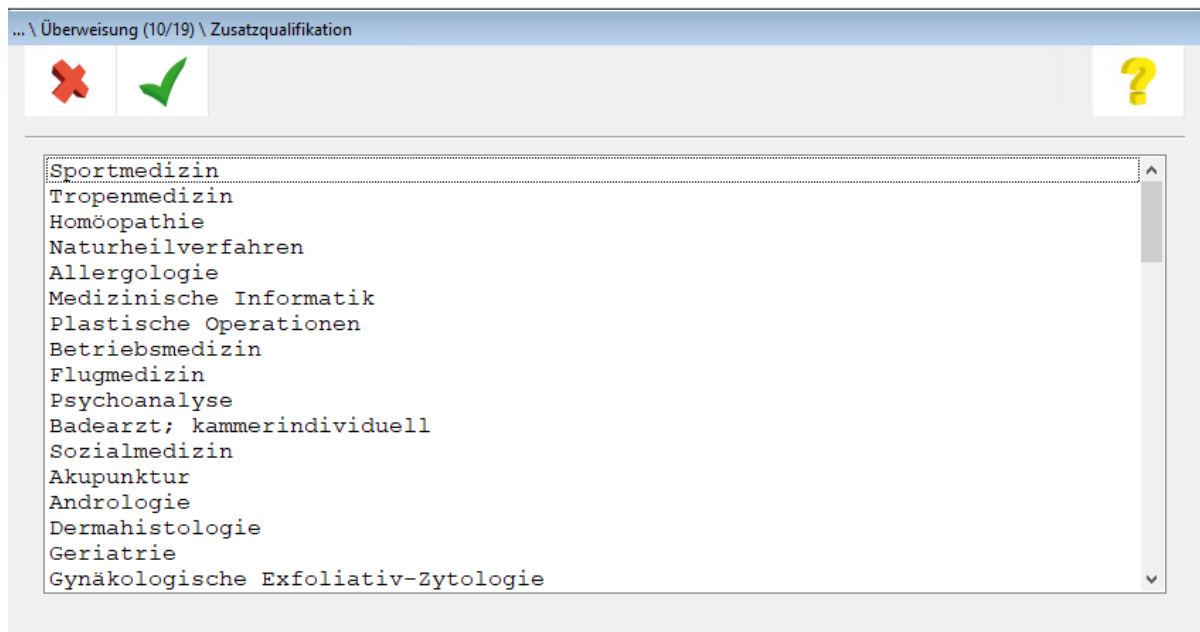 ... \ Überweisung (10/19) \ Zusatzqualifikation
Sportmedizin
Tropenmedizin
Homöopathie
Naturheilverfahren
Allergologie
Medizinische Informatik
Plastische Operationen
Betriebsmedizin
Flugmedizin
Psychoanalyse
Badearzt; kammerindividuell
Sozialmedizin
Akupunktur
Andrologie
Dermahistologie
Geriatrie
Gynäkologische Exfoliativ-Zytologie